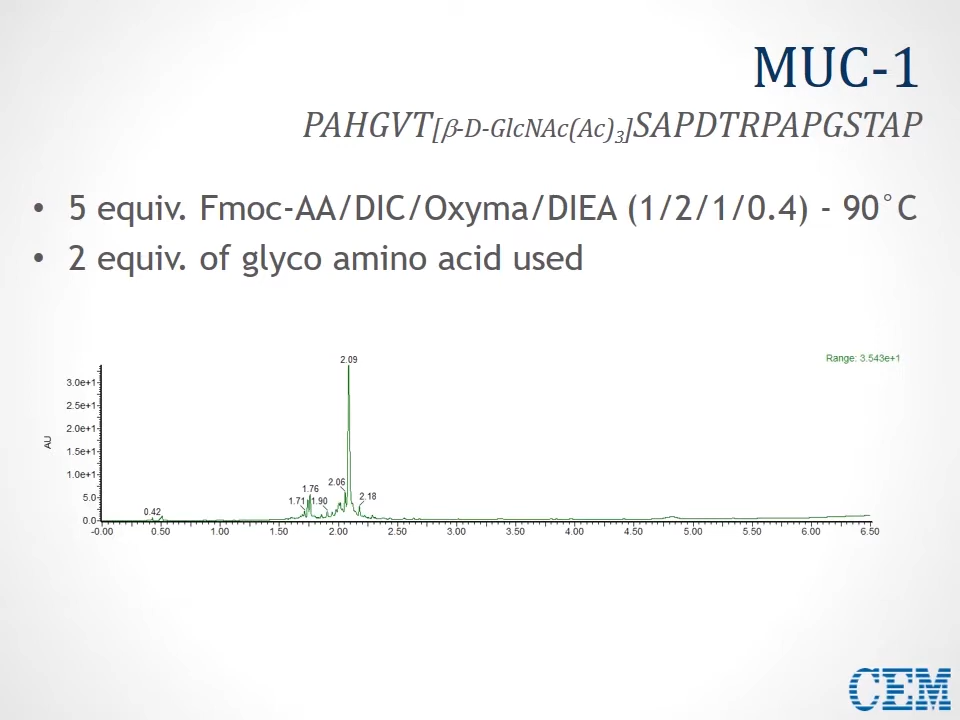 MUC-1
PAHGVT[β-D-GlcNAc(Ac)3]SAPDTRPAPGSTAP
• 5 equiv. Fmoc-AA/DIC/Oxyma/DIEA (1/2/1/0.4) - 90°C
• 2 equiv. of glyco amino acid used
2.09
Range: 3.543e+1
3.0e+1
2.5e+1
2.0e+1
AU
1.5e+1
1.0e+1
5.0
0.0
0.42
1.71
1.76
1.90
2.06
2.18
-0.00 0.50 1.00 1.50 2.00 2.50 3.00 3.50 4.00 4.50 5.00 5.50 6.00 6.50
CEM